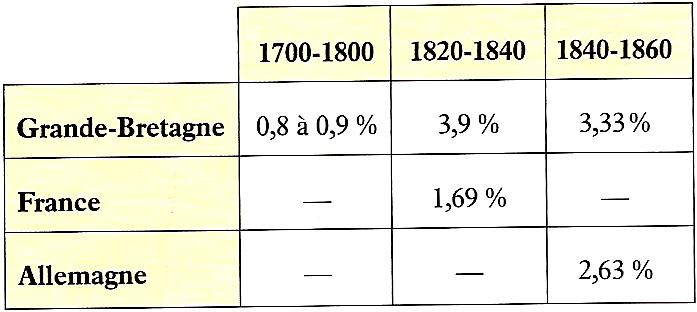 1700-1800 1820-1840 1840-1860
Grande-Bretagne 0,8 à 0,9 % 3,9 % 3,33 %
France — 1,69 % —
Allemagne — — 2,63 %